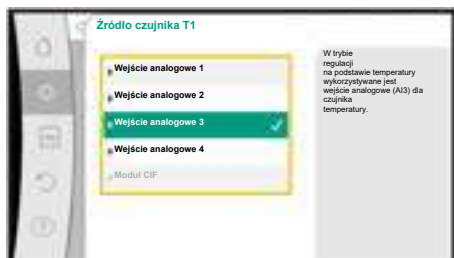 Źródło czujnika T1
Wejście analogowe 1
Wejście analogowe 2
Wejście analogowe 3
Wejście analogowe 4
Moduł CIF
W trybie
regulacji
na podstawie temperatury
wykorzystywane jest
wejście analogowe (AI3) dla
czujnika
temperatury.